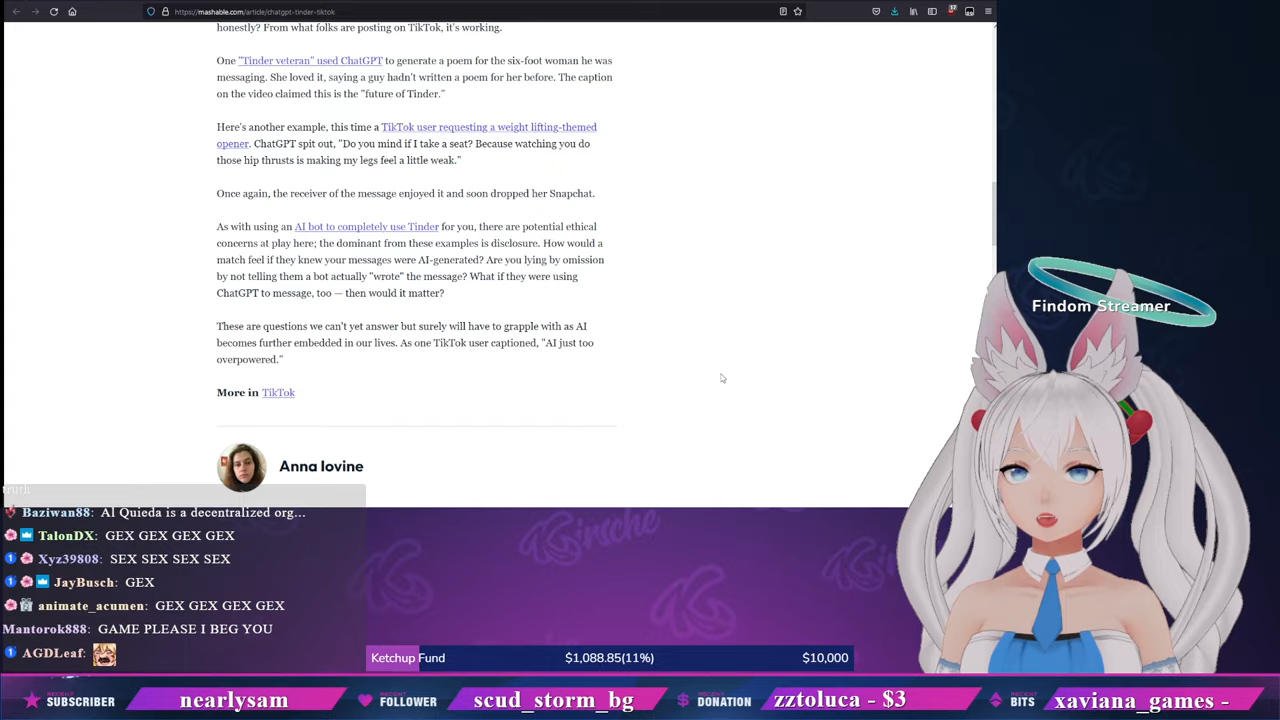 https://mashable.com/article/chatgpt-tinder-tiktok
honestly? From what folks are posting on TikTok, it's working.
One "Tinder veteran" used ChatGPT to generate a poem for the six-foot woman he was
messaging. She loved it, saying a guy hadn't written a poem for her before. The caption
on the video claimed this is the "future of Tinder."
Here's another example, this time a TikTok user requesting a weight lifting-themed
opener. ChatGPT spit out, "Do you mind if I take a seat? Because watching you do
those hip thrusts is making my legs feel a little weak."
Once again, the receiver of the message enjoyed it and soon dropped her Snapchat.
As with using an AI bot to completely use Tinder for you, there are potential ethical
concerns at play here; the dominant from these examples is disclosure. How would a
match feel if they knew your messages were AI-generated? Are you lying by omission
by not telling them a bot actually "wrote" the message? What if they were using
ChatGPT to message, too — then would it matter?
These are questions we can't yet answer but surely will have to grapple with as AI
becomes further embedded in our lives. As one TikTok user captioned, "AI just too
overpowered."
More in TikTok
Anna Iovine
Findom Streamer
truth
Baziwan88: Al Quieda is a decentralized org...
TalonDX: GEX GEX GEX GEX
Xyz39808: SEX SEX SEX SEX
JayBusch: GEX
animate_acumen: GEX GEX GEX GEX
Mantorok888: GAME PLEASE I BEG YOU
AGDLeaf:
Ketchup Fund $1,088.85(11%) $10,000
RECENT SUBSCRIBER nearlysam RECENT FOLLOWER scud_storm_bg RECENT DONATION zztoluca - $3 RECENT BITS xaviana_games -